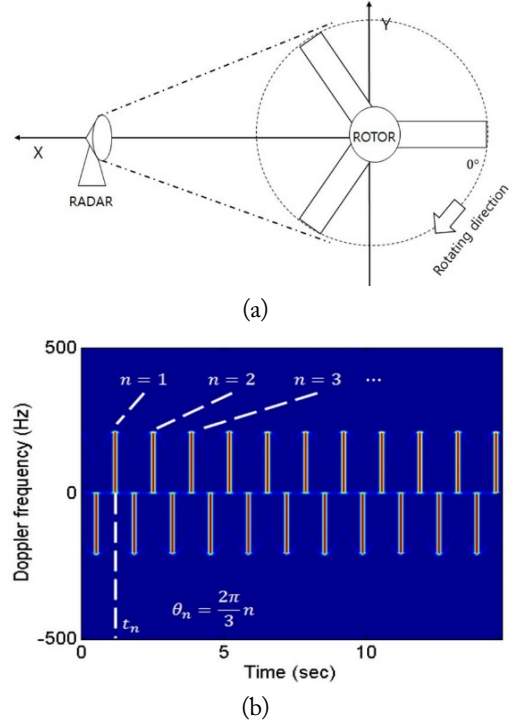 Y
ROTOR
X
0°
RADAR
Rotating direction
(a)
500
n = 1
n = 2
n = 3
⋯
Doppler frequency (Hz)
0
θₙ = 2π/3 n
tₙ
-500
0
5
10
Time (sec)
(b)